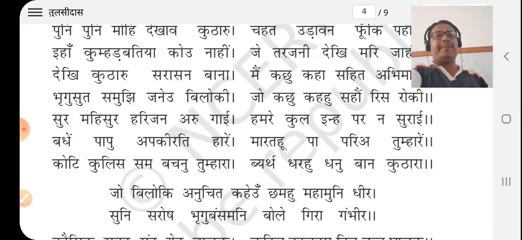 तुलसीदास
4 / 9
पुनि पुनि मोहि देखाव कुठारु। चहत उड़ावन फूँकि पहा
इहाँ कुम्हड़बतिया कोउ नाहीं। जे तरजनी देखि मरि जाह
देखि कुठारु सरासन बाना। मैं कछु कहा सहित अभिमा
भृगुसुत समुझि जनेउ बिलोकी। जो कछु कहहु सहौं रिस रोकी।।
सुर महिसुर हरिजन अरु गाई। हमरे कुल इन्ह पर न सुराई।।
बधें पापु अपकीरति हारें। मारतहू पा परिअ तुम्हारें।।
कोटि कुलिस सम बचनु तुम्हारा। ब्यर्थ धरहु धनु बान कुठारा।।
जो बिलोकि अनुचित कहेउँ छमहु महामुनि धीर।
सुनि सरोष भृगुबंसमनि बोले गिरा गंभीर।।